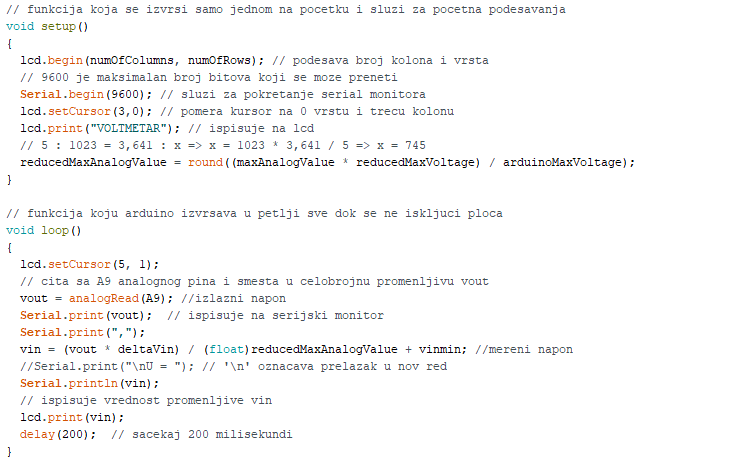 // funkcija koja se izvrsi samo jednom na pocetku i sluzi za pocetna podesavanja
void setup()
{
  lcd.begin(numOfColumns, numOfRows); // podesava broj kolona i vrsta
  // 9600 je maksimalan broj bitova koji se moze preneti
  Serial.begin(9600); // sluzi za pokretanje serial monitora
  lcd.setCursor(3,0); // pomera kursor na 0 vrstu i trecu kolonu
  lcd.print("VOLTMETAR"); // ispisuje na lcd
  // 5 : 1023 = 3,641 : x => x = 1023 * 3,641 / 5 => x = 745
  reducedMaxAnalogValue = round((maxAnalogValue * reducedMaxVoltage) / arduinoMaxVoltage);
}

// funkcija koju arduino izvrsava u petlji sve dok se ne iskljuci ploca
void loop()
{
  lcd.setCursor(5, 1);
  // cita sa A9 analognog pina i smesta u celobrojnu promenljivu vout
  vout = analogRead(A9); //izlazni napon
  Serial.print(vout);  // ispisuje na serijski monitor
  Serial.print(",");
  vin = (vout * deltaVin) / (float)reducedMaxAnalogValue + vinmin; //mereni napon
  //Serial.print("\nU = "); // '\n' oznacava prelazak u nov red
  Serial.println(vin);
  // ispisuje vrednost promenljive vin
  lcd.print(vin);
  delay(200);  // sacekaj 200 milisekundi
}